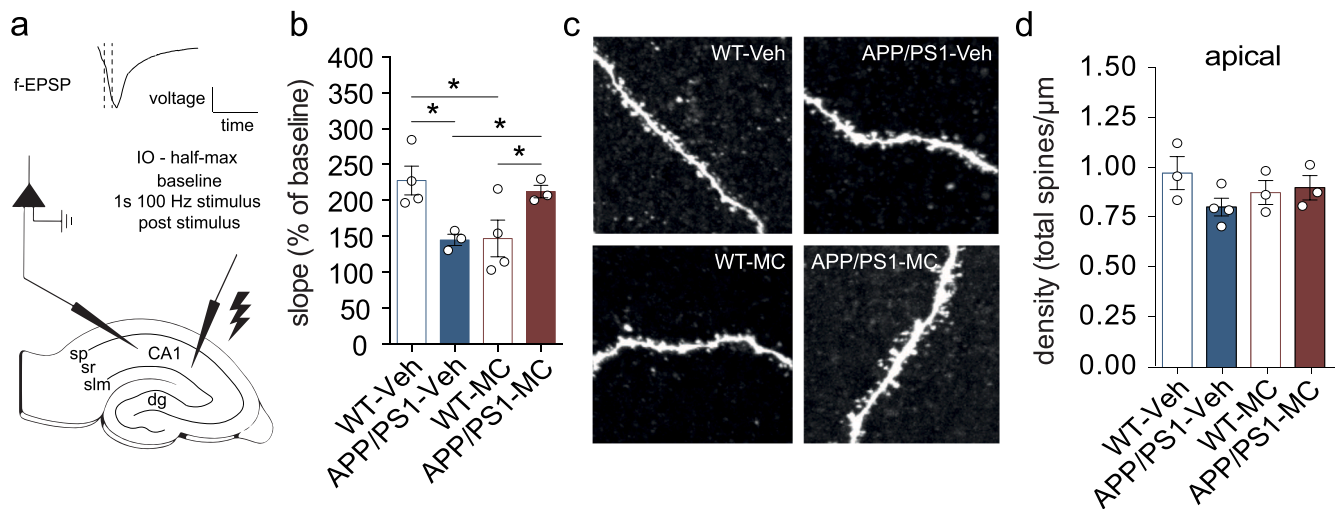 a
f-EPSP
voltage
time
IO - half-max
baseline
1s 100 Hz stimulus
post stimulus
sp
sr
slm
CA1
dg
b
slope (% of baseline)
400
350
300
250
200
150
100
50
0
*
*
*
*
WT-Veh
APP/PS1-Veh
WT-MC
APP/PS1-MC
c
WT-Veh
APP/PS1-Veh
WT-MC
APP/PS1-MC
d
apical
density (total spines/µm
1.50
1.25
1.00
0.75
0.50
0.25
0.00
WT-Veh
APP/PS1-Veh
WT-MC
APP/PS1-MC